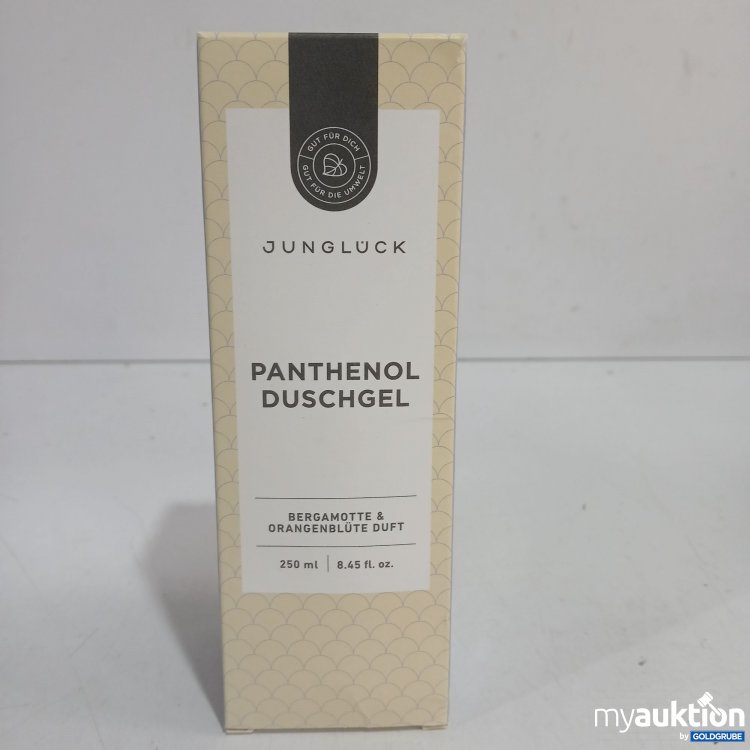 GUT FÜR DICH
GUT FÜR DIE UMWELT
JUNGLÜCK
PANTHENOL
DUSCHGEL
BERGAMOTTE &
ORANGENBLÜTE DUFT
250 ml | 8.45 fl. oz.
myauktion
by GOLDGRUBE